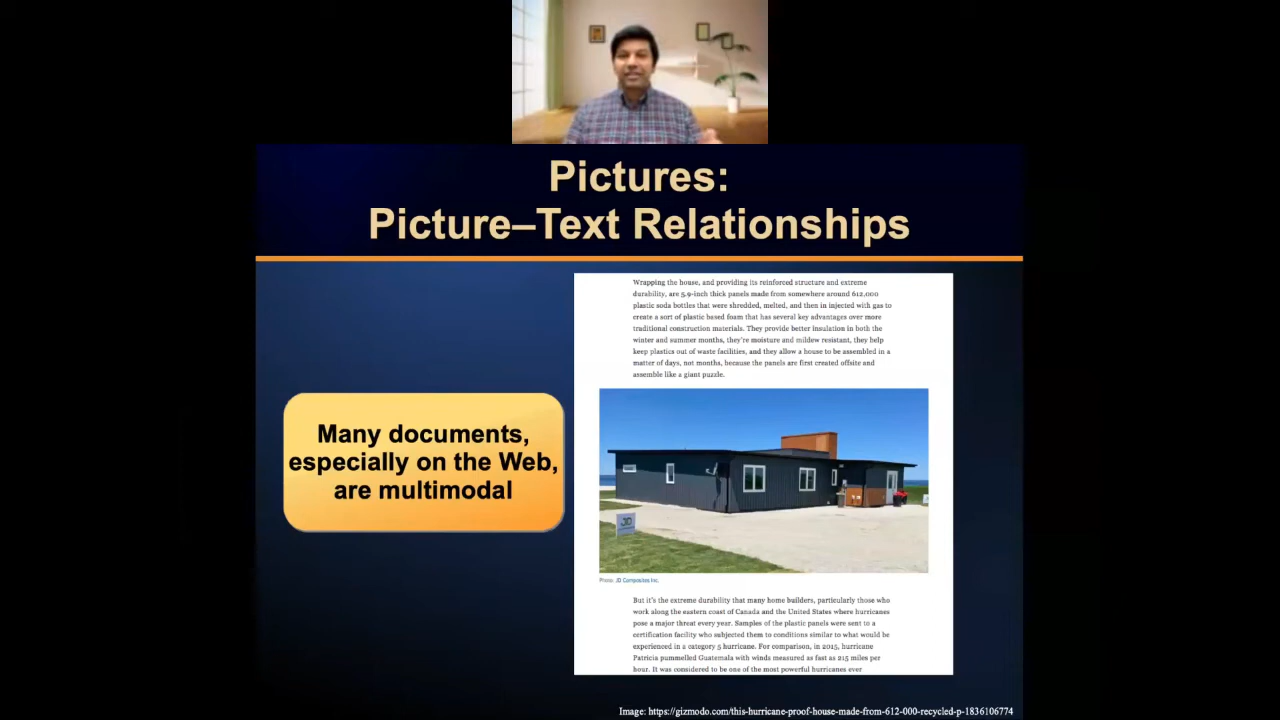 Pictures:
Picture–Text Relationships
Many documents,
especially on the Web,
are multimodal
Wrapping the house, and providing its reinforced structure and extreme
durability, are 5.9-inch thick panels made from somewhere around 612,000
plastic soda bottles that were shredded, melted, and then in injected with gas to
create a sort of plastic based foam that has several key advantages over more
traditional construction materials. They provide better insulation in both the
winter and summer months, they're moisture and mildew resistant, they help
keep plastics out of waste facilities, and they allow a house to be assembled in a
matter of days, not months, because the panels are first created offsite and
assemble like a giant puzzle.
JD
Photo: JD Composites Inc.
But it's the extreme durability that many home builders, particularly those who
work along the eastern coast of Canada and the United States where hurricanes
pose a major threat every year. Samples of the plastic panels were sent to a
certification facility who subjected them to conditions similar to what would be
experienced in a category 5 hurricane. For comparison, in 2015, hurricane
Patricia pummelled Guatemala with winds measured as fast as 215 miles per
hour. It was considered to be one of the most powerful hurricanes ever
Image: https://gizmodo.com/this-hurricane-proof-house-made-from-612-000-recycled-p-1836106774